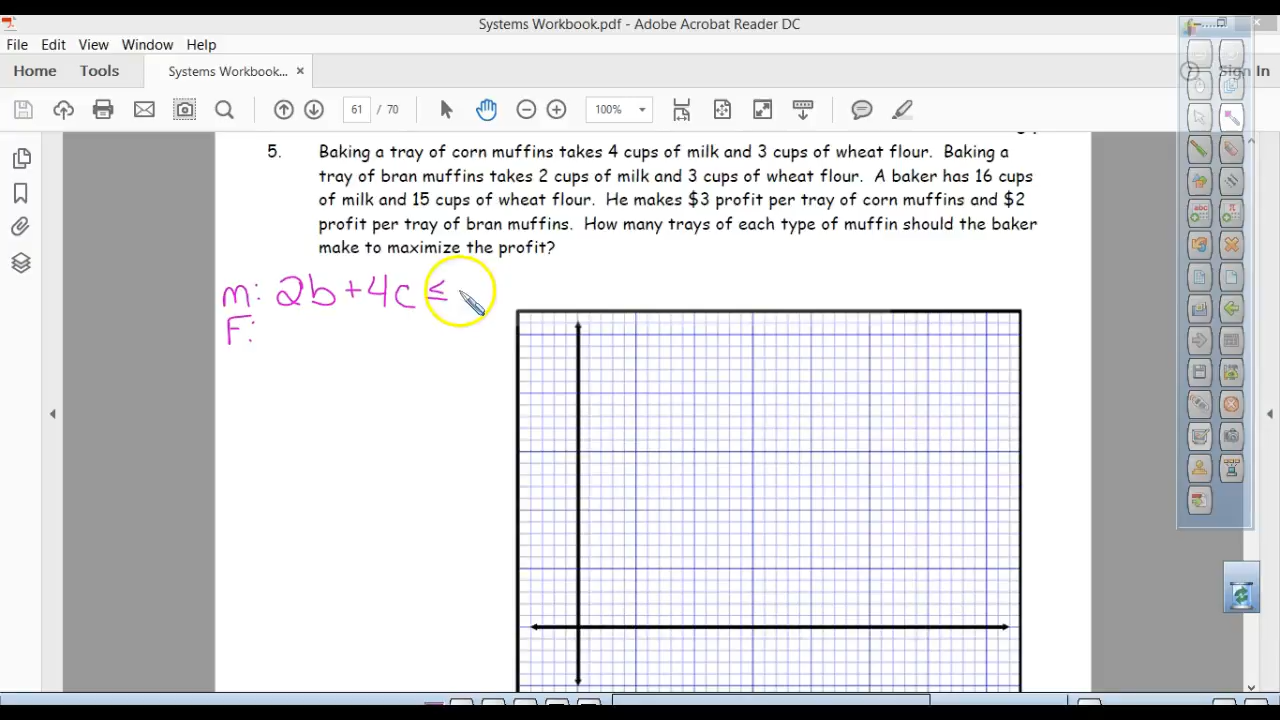 Systems Workbook.pdf - Adobe Acrobat Reader DC
File Edit View Window Help
Home Tools Systems Workbook... × Sign In
61 / 70 100%
5. Baking a tray of corn muffins takes 4 cups of milk and 3 cups of wheat flour. Baking a
tray of bran muffins takes 2 cups of milk and 3 cups of wheat flour. A baker has 16 cups
of milk and 15 cups of wheat flour. He makes $3 profit per tray of corn muffins and $2
profit per tray of bran muffins. How many trays of each type of muffin should the baker
make to maximize the profit?
m: 2b + 4c ≤
F:
abc
π